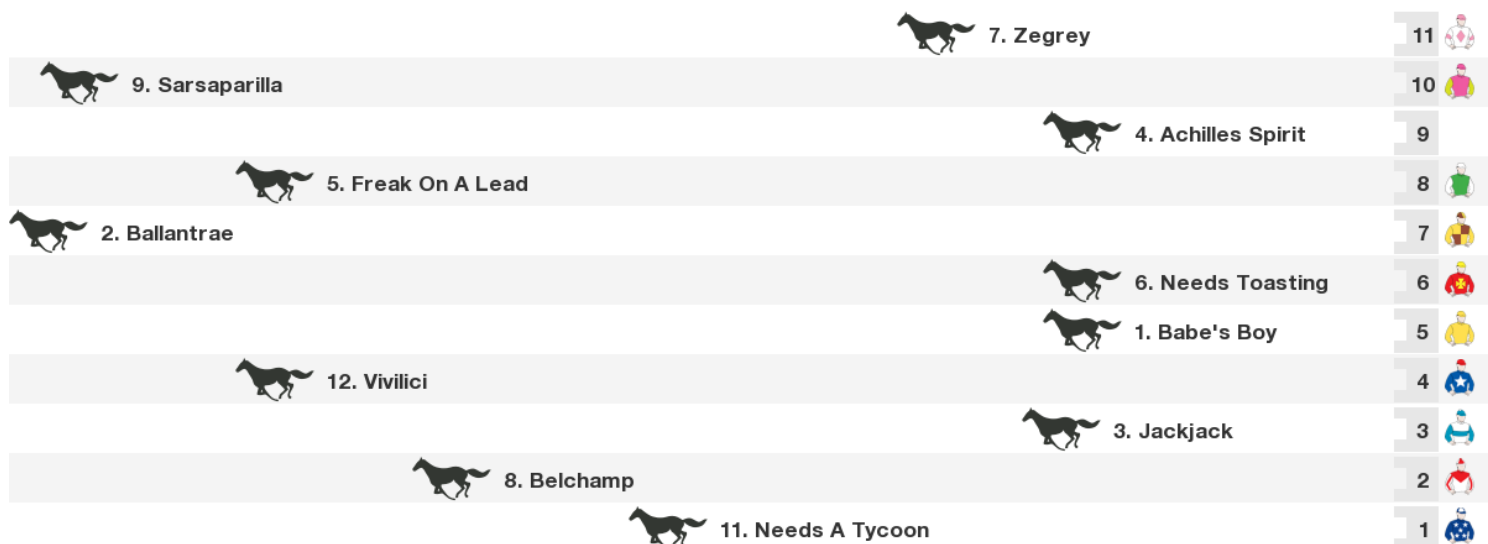 7. Zegrey 11
9. Sarsaparilla 10
4. Achilles Spirit 9
5. Freak On A Lead 8
2. Ballantrae 7
6. Needs Toasting 6
1. Babe's Boy 5
12. Vivilici 4
3. Jackjack 3
8. Belchamp 2
11. Needs A Tycoon 1